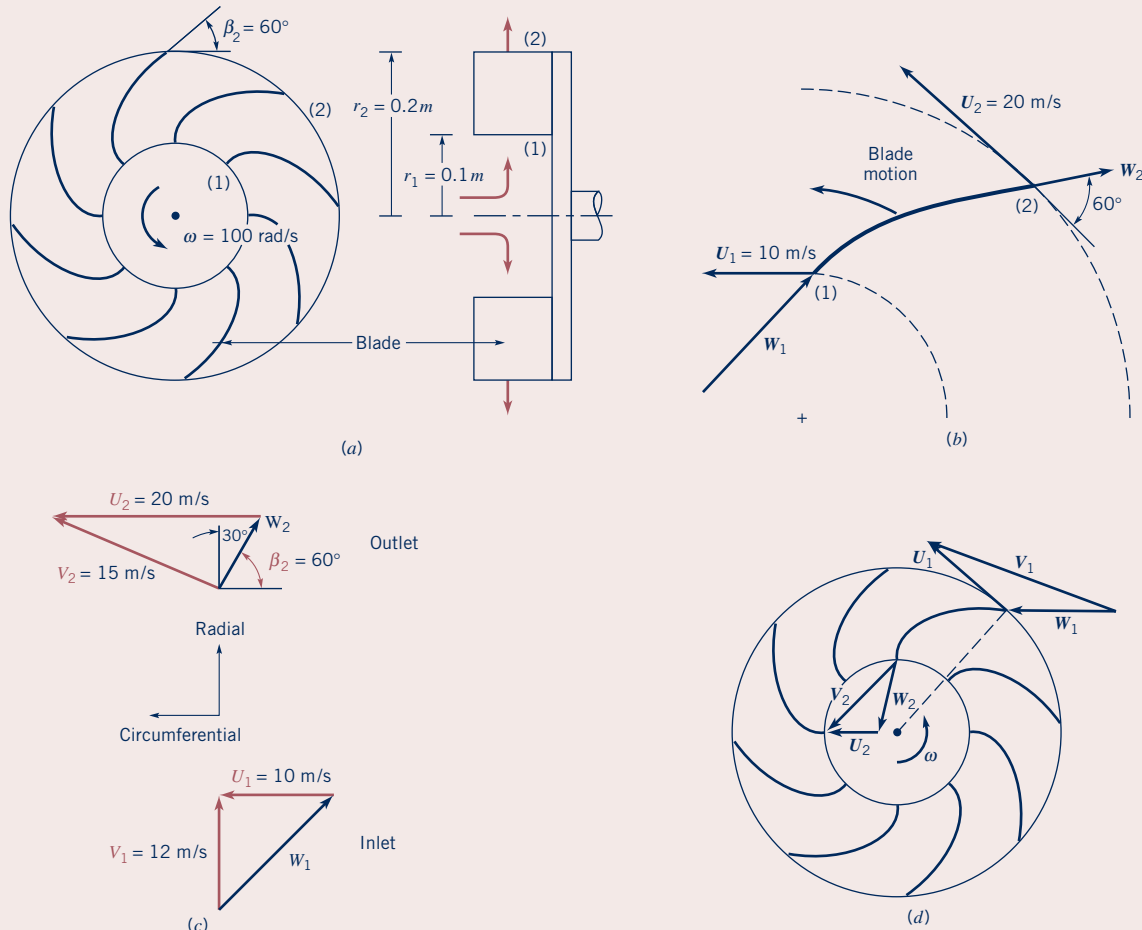 β₂ = 60°
(2)
(1)
ω = 100 rad/s
r₂ = 0.2m
r₁ = 0.1m
(2)
(1)
Blade
(a)
U₂ = 20 m/s
Blade
motion
W₂
(2)
60°
U₁ = 10 m/s
(1)
W₁
+
(b)
U₂ = 20 m/s
30°
W₂
V₂ = 15 m/s
β₂ = 60°
Outlet
Radial
Circumferential
U₁ = 10 m/s
V₁ = 12 m/s
W₁
Inlet
(c)
U₁
V₁
W₁
V₂
W₂
U₂
ω
(d)